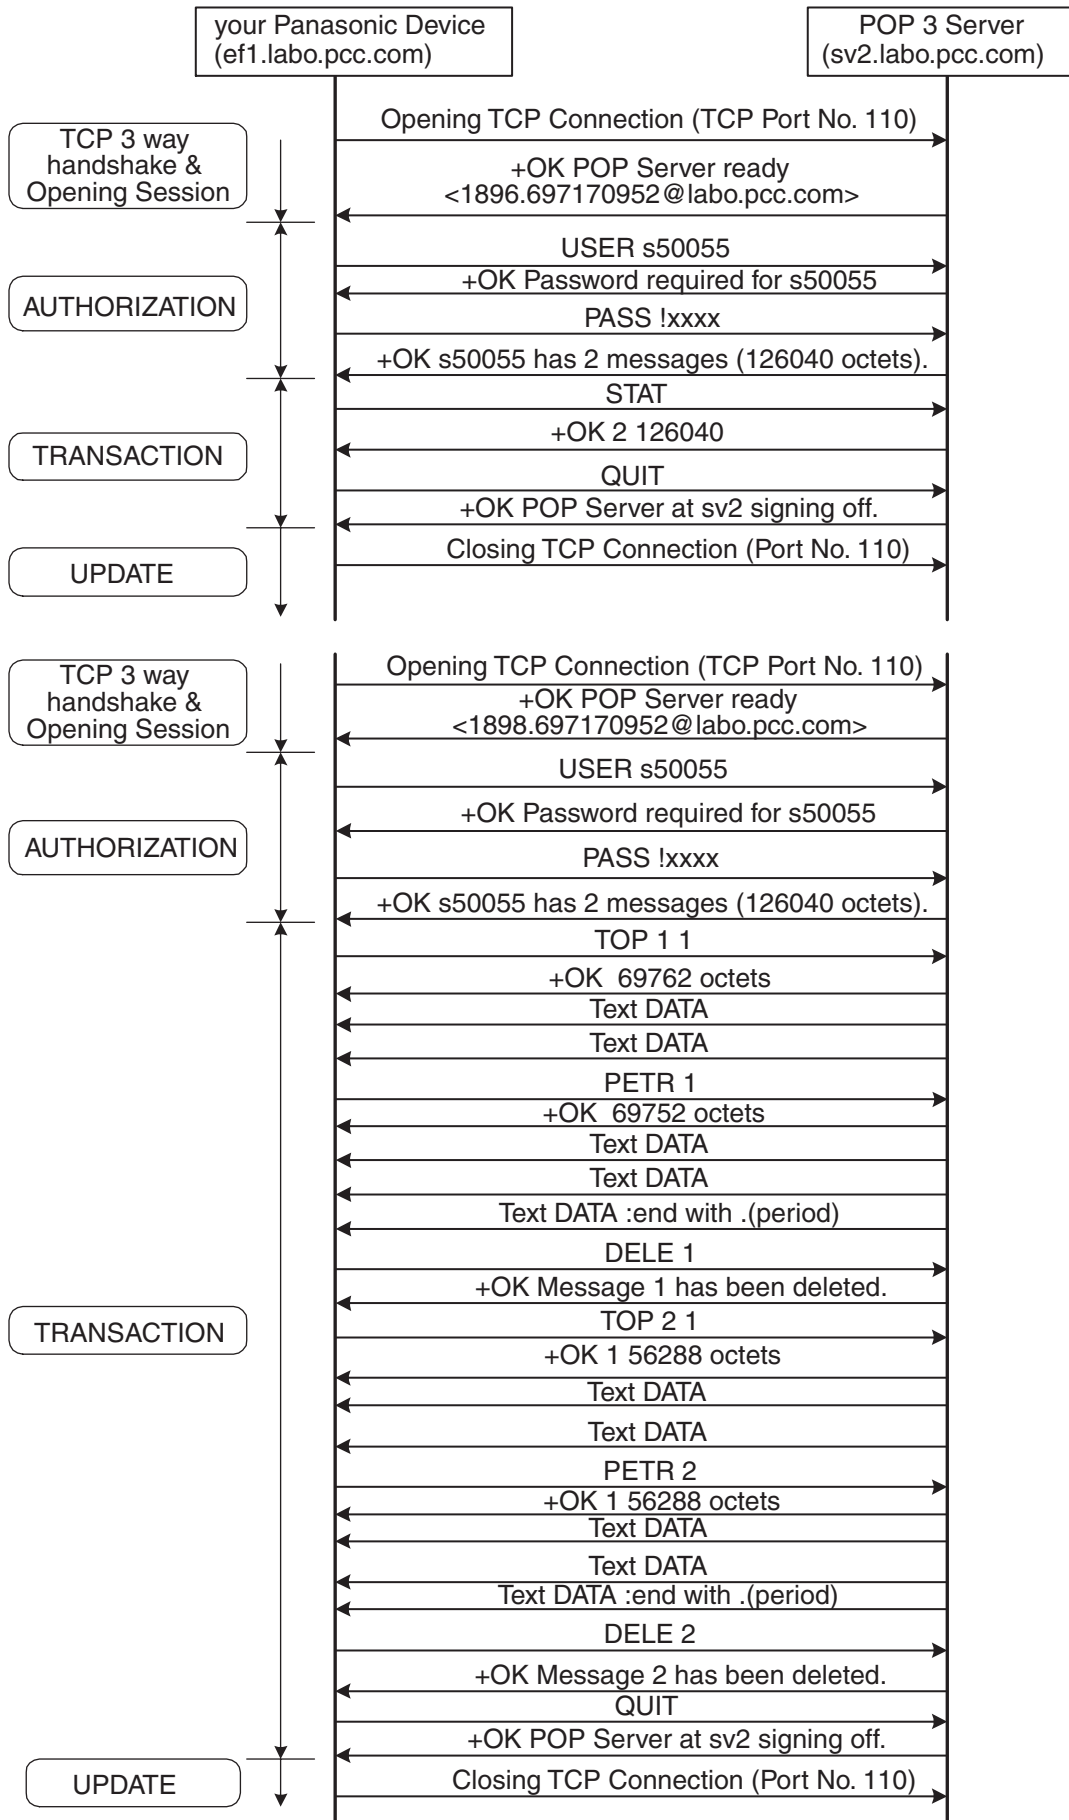 your Panasonic Device
(ef1.labo.pcc.com)
POP 3 Server
(sv2.labo.pcc.com)
TCP 3 way
handshake &
Opening Session
Opening TCP Connection (TCP Port No. 110)
+OK POP Server ready
<1896.697170952@labo.pcc.com>
AUTHORIZATION
USER s50055
+OK Password required for s50055
PASS !xxxx
+OK s50055 has 2 messages (126040 octets).
TRANSACTION
STAT
+OK 2 126040
QUIT
+OK POP Server at sv2 signing off.
UPDATE
Closing TCP Connection (Port No. 110)
TCP 3 way
handshake &
Opening Session
Opening TCP Connection (TCP Port No. 110)
+OK POP Server ready
<1898.697170952@labo.pcc.com>
AUTHORIZATION
USER s50055
+OK Password required for s50055
PASS !xxxx
+OK s50055 has 2 messages (126040 octets).
TRANSACTION
TOP 1 1
+OK 69762 octets
Text DATA
Text DATA
PETR 1
+OK 69752 octets
Text DATA
Text DATA
Text DATA :end with .(period)
DELE 1
+OK Message 1 has been deleted.
TOP 2 1
+OK 1 56288 octets
Text DATA
Text DATA
PETR 2
+OK 1 56288 octets
Text DATA
Text DATA
Text DATA :end with .(period)
DELE 2
+OK Message 2 has been deleted.
QUIT
+OK POP Server at sv2 signing off.
UPDATE
Closing TCP Connection (Port No. 110)